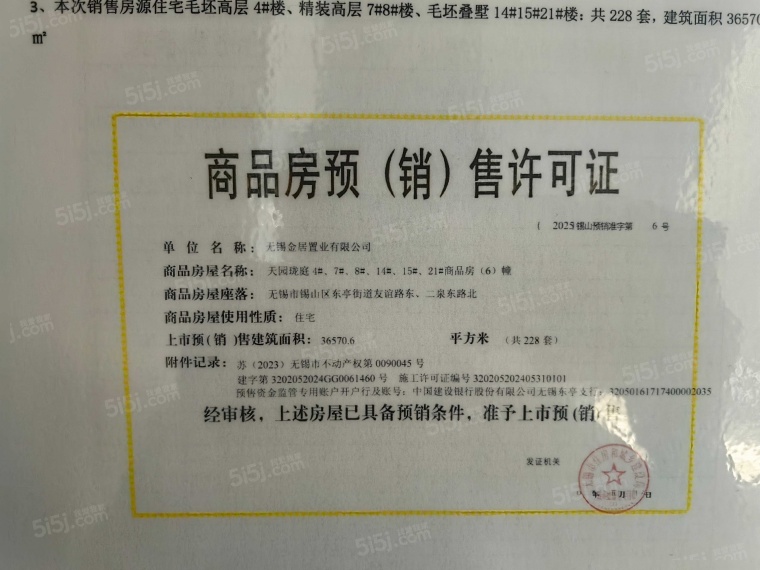 3、本次销售房源住宅毛坯高层 4#楼、精装高层 7#8#楼、毛坯叠墅 14#15#21#楼：共 228 套，建筑面积 36570
㎡
商品房预（销）售许可证
（ 2025 锡山预销准字第 6 号
单位名称： 无锡金居置业有限公司
商品房屋名称： 天园珑庭 4#、7#、8#、14#、15#、21#商品房（6）幢
商品房屋座落： 无锡市锡山区东亭街道友谊路东、二泉东路北
商品房屋使用性质： 住宅
上市预(销)售建筑面积： 36570.6 平方米 （共 228 套）
附件记录： 苏（2023）无锡市不动产权第 0090045 号
建字第 3202052024GG0061460 号 施工许可证编号 320205202405310101
预售资金监管专用账户开户行及账号：中国建设银行股份有限公司无锡东亭支行：32050161717400002035
经审核，上述房屋已具备预销条件，准予上市预(销)售
发证机关
年 月 日
515j.com